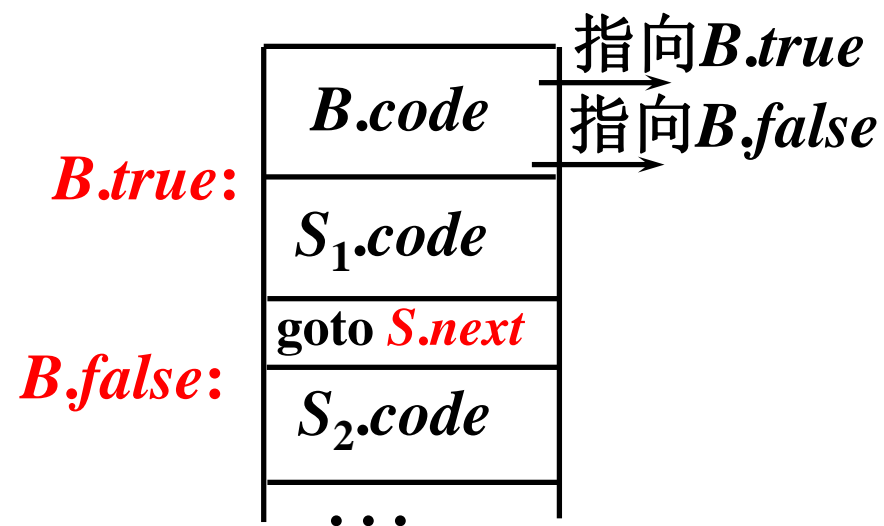 指向B.true
B.code
指向B.false
B.true:
S₁.code
goto S.next
B.false:
S₂.code
...